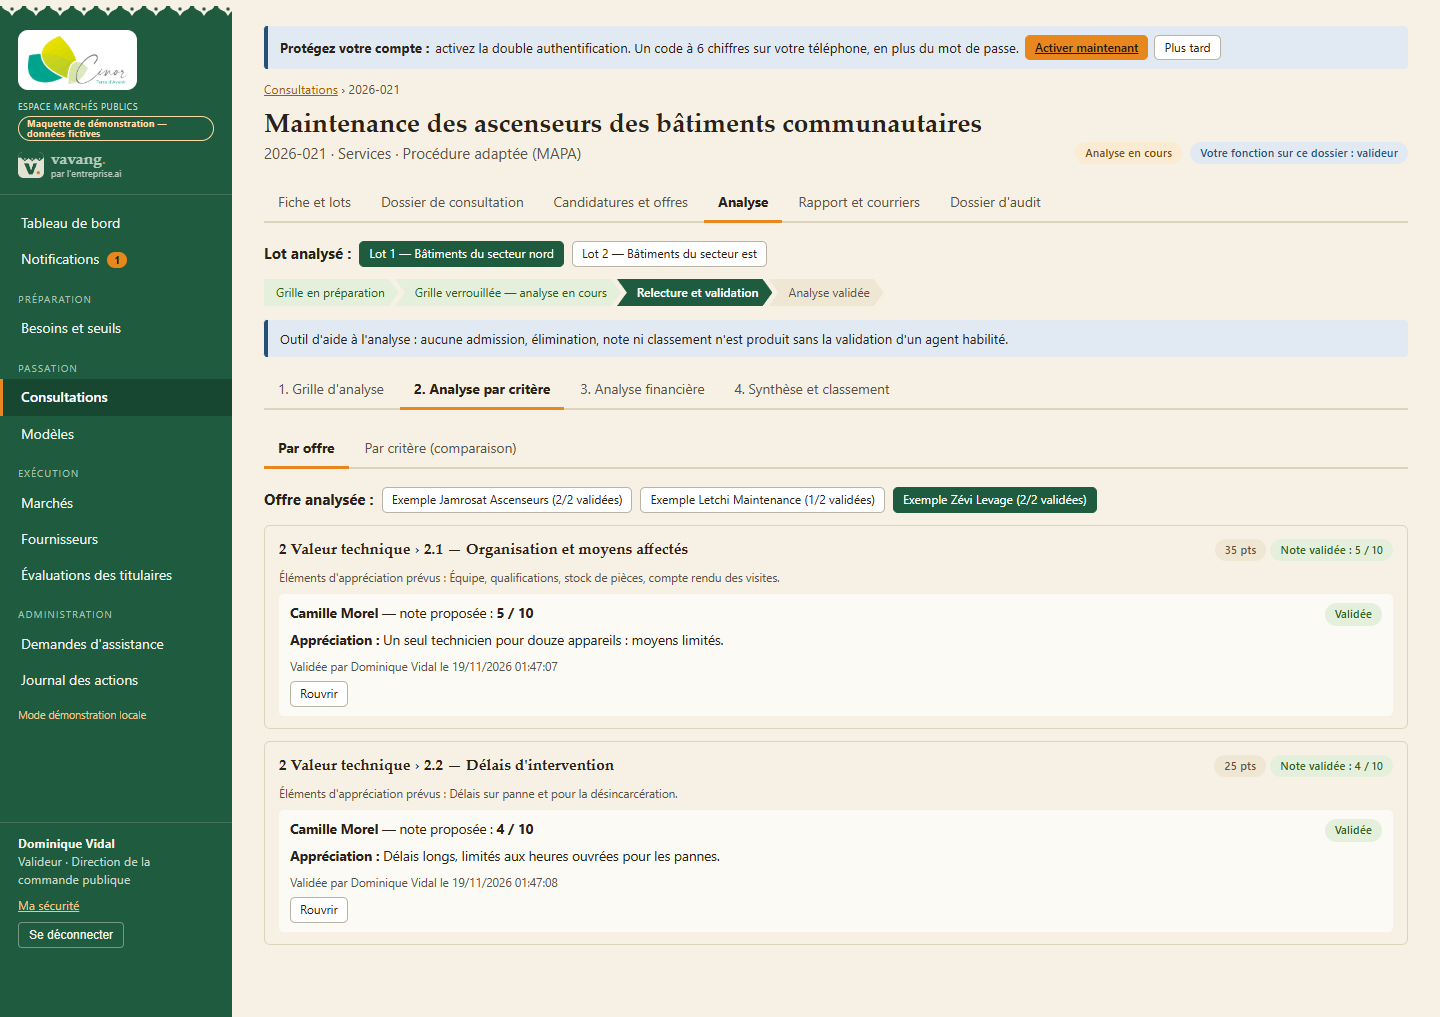 Cinor
Terre d'Avenir
ESPACE MARCHÉS PUBLICS
Maquette de démonstration —
données fictives
vavang.
par l'entreprise.ai
Tableau de bord
Notifications 1
PRÉPARATION
Besoins et seuils
PASSATION
Consultations
Modèles
EXÉCUTION
Marchés
Fournisseurs
Évaluations des titulaires
ADMINISTRATION
Demandes d'assistance
Journal des actions
Mode démonstration locale
Dominique Vidal
Valideur · Direction de la
commande publique
Ma sécurité
Se déconnecter
Protégez votre compte : activez la double authentification. Un code à 6 chiffres sur votre téléphone, en plus du mot de passe. Activer maintenant Plus tard
Consultations › 2026-021
Maintenance des ascenseurs des bâtiments communautaires
2026-021 · Services · Procédure adaptée (MAPA)
Analyse en cours Votre fonction sur ce dossier : valideur
Fiche et lots Dossier de consultation Candidatures et offres Analyse Rapport et courriers Dossier d'audit
Lot analysé : Lot 1 — Bâtiments du secteur nord Lot 2 — Bâtiments du secteur est
Grille en préparation Grille verrouillée — analyse en cours Relecture et validation Analyse validée
Outil d'aide à l'analyse : aucune admission, élimination, note ni classement n'est produit sans la validation d'un agent habilité.
1. Grille d'analyse 2. Analyse par critère 3. Analyse financière 4. Synthèse et classement
Par offre Par critère (comparaison)
Offre analysée : Exemple Jamrosat Ascenseurs (2/2 validées) Exemple Letchi Maintenance (1/2 validées) Exemple Zévi Levage (2/2 validées)
2 Valeur technique › 2.1 — Organisation et moyens affectés 35 pts Note validée : 5 / 10
Éléments d'appréciation prévus : Équipe, qualifications, stock de pièces, compte rendu des visites.
Camille Morel — note proposée : 5 / 10 Validée
Appréciation : Un seul technicien pour douze appareils : moyens limités.
Validée par Dominique Vidal le 19/11/2026 01:47:07
Rouvrir
2 Valeur technique › 2.2 — Délais d'intervention 25 pts Note validée : 4 / 10
Éléments d'appréciation prévus : Délais sur panne et pour la désincarcération.
Camille Morel — note proposée : 4 / 10 Validée
Appréciation : Délais longs, limités aux heures ouvrées pour les pannes.
Validée par Dominique Vidal le 19/11/2026 01:47:08
Rouvrir